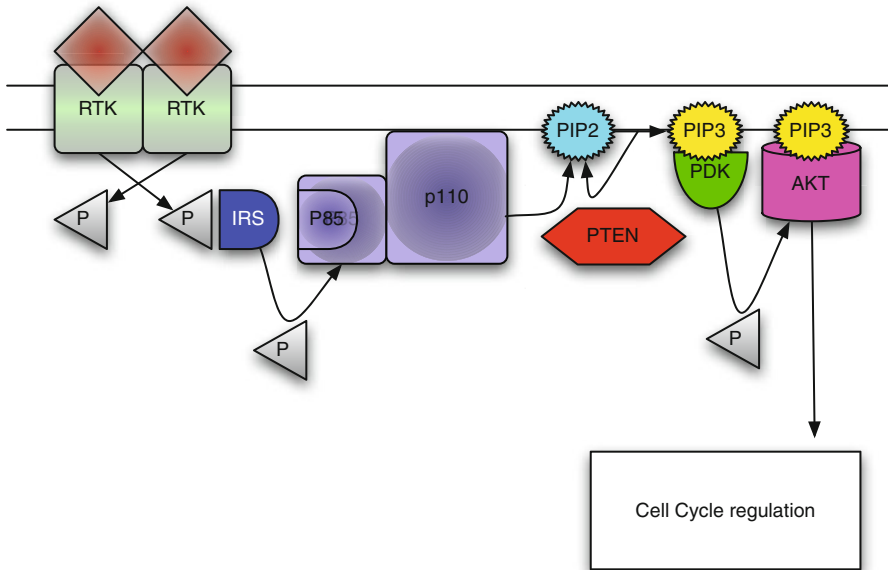 RTK
RTK
PIP2
PIP3
PIP3
PDK
AKT
P
P
IRS
P85
p110
PTEN
P
P
Cell Cycle regulation